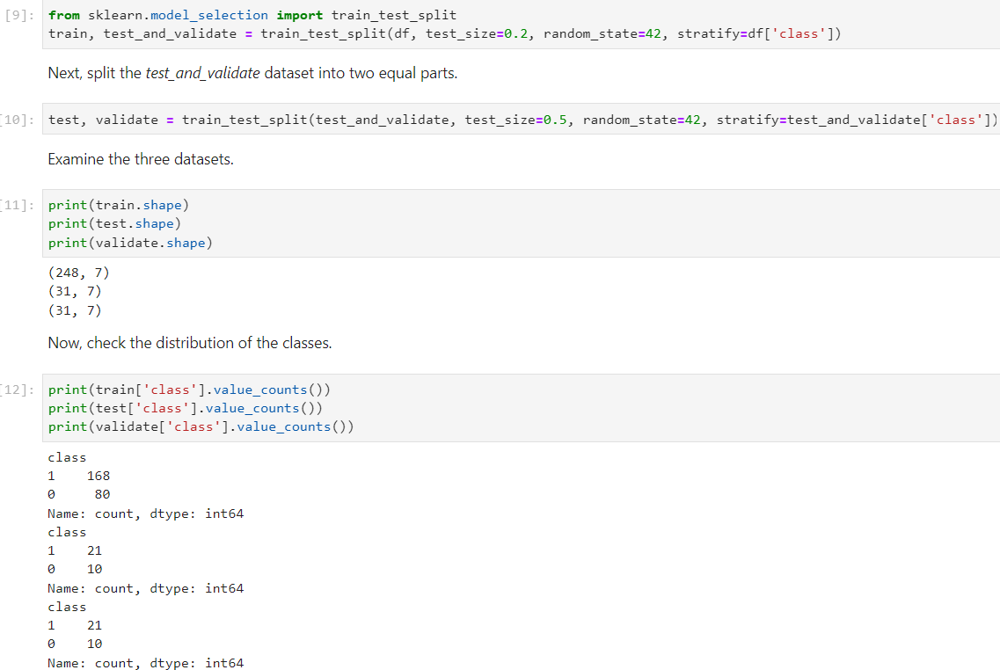 [9]: from sklearn.model_selection import train_test_split
train, test_and_validate = train_test_split(df, test_size=0.2, random_state=42, stratify=df['class'])
Next, split the test_and_validate dataset into two equal parts.
[10]: test, validate = train_test_split(test_and_validate, test_size=0.5, random_state=42, stratify=test_and_validate['class'])
Examine the three datasets.
[11]: print(train.shape)
print(test.shape)
print(validate.shape)
(248, 7)
(31, 7)
(31, 7)
Now, check the distribution of the classes.
[12]: print(train['class'].value_counts())
print(test['class'].value_counts())
print(validate['class'].value_counts())
class
1    168
0     80
Name: count, dtype: int64
class
1    21
0    10
Name: count, dtype: int64
class
1    21
0    10
Name: count, dtype: int64